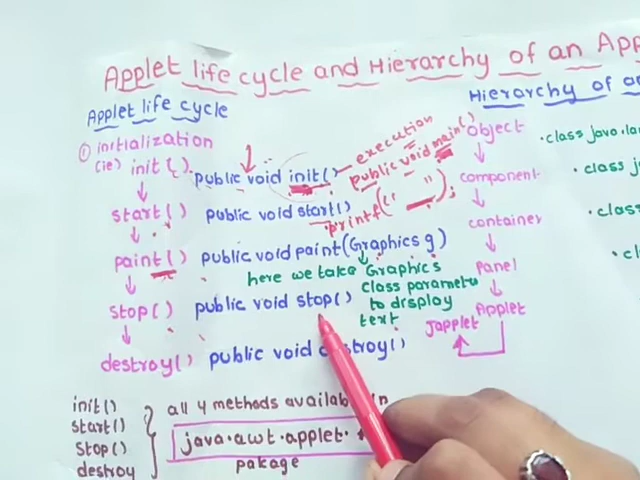 Applet life cycle and Hierarchy of an App
Applet life cycle
① initialization
(ie) init().
public void init() execution
public void main()
printf(" ");
start() public void start()
paint() public void paint(Graphics g)
here we take Graphics
class parameter
to display
text
stop() public void stop()
destroy() public void destroy()
init()
start()
stop()
destroy
all 4 methods available in
java.awt.applet.
pakage
Hierarchy of an
object
component
container
Panel
Applet
Japplet
.class java.lan
.class j
.class
.cl